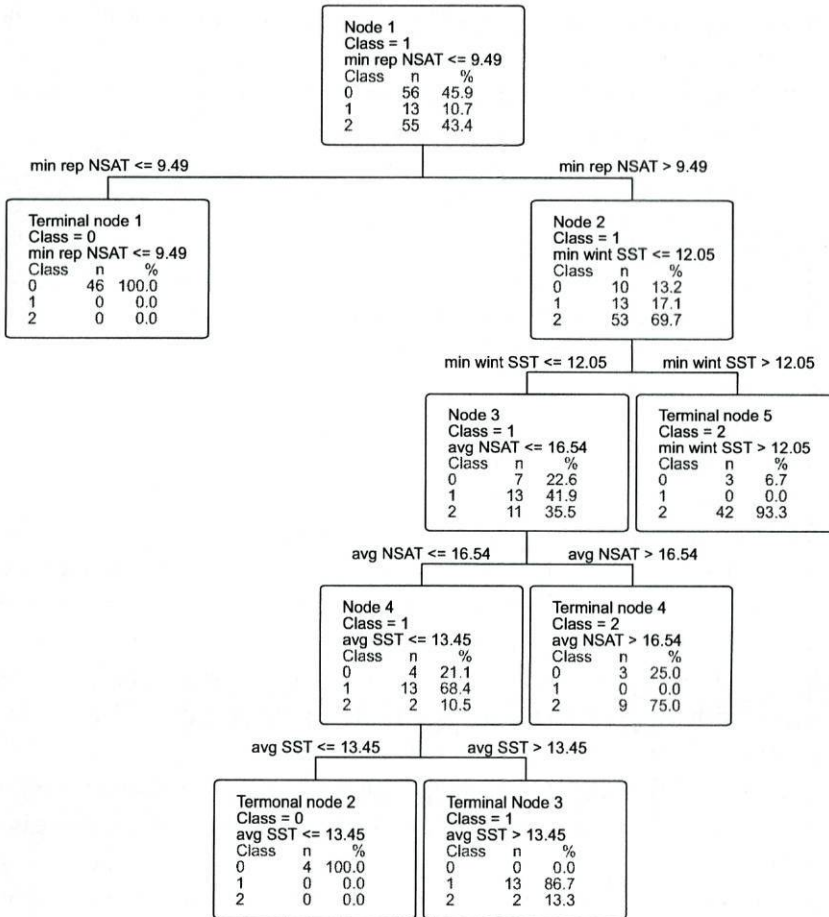 Node 1
Class = 1
min rep NSAT <= 9.49
Class n %
0 56 45.9
1 13 10.7
2 55 43.4
min rep NSAT <= 9.49
min rep NSAT > 9.49
Terminal node 1
Class = 0
min rep NSAT <= 9.49
Class n %
0 46 100.0
1 0 0.0
2 0 0.0
Node 2
Class = 1
min wint SST <= 12.05
Class n %
0 10 13.2
1 13 17.1
2 53 69.7
min wint SST <= 12.05
min wint SST > 12.05
Node 3
Class = 1
avg NSAT <= 16.54
Class n %
0 7 22.6
1 13 41.9
2 11 35.5
Terminal node 5
Class = 2
min wint SST > 12.05
Class n %
0 3 6.7
1 0 0.0
2 42 93.3
avg NSAT <= 16.54
avg NSAT > 16.54
Node 4
Class = 1
avg SST <= 13.45
Class n %
0 4 21.1
1 13 68.4
2 2 10.5
Terminal node 4
Class = 2
avg NSAT > 16.54
Class n %
0 3 25.0
1 0 0.0
2 9 75.0
avg SST <= 13.45
avg SST > 13.45
Termonal node 2
Class = 0
avg SST <= 13.45
Class n %
0 4 100.0
1 0 0.0
2 0 0.0
Terminal Node 3
Class = 1
avg SST > 13.45
Class n %
0 0 0.0
1 13 86.7
2 2 13.3